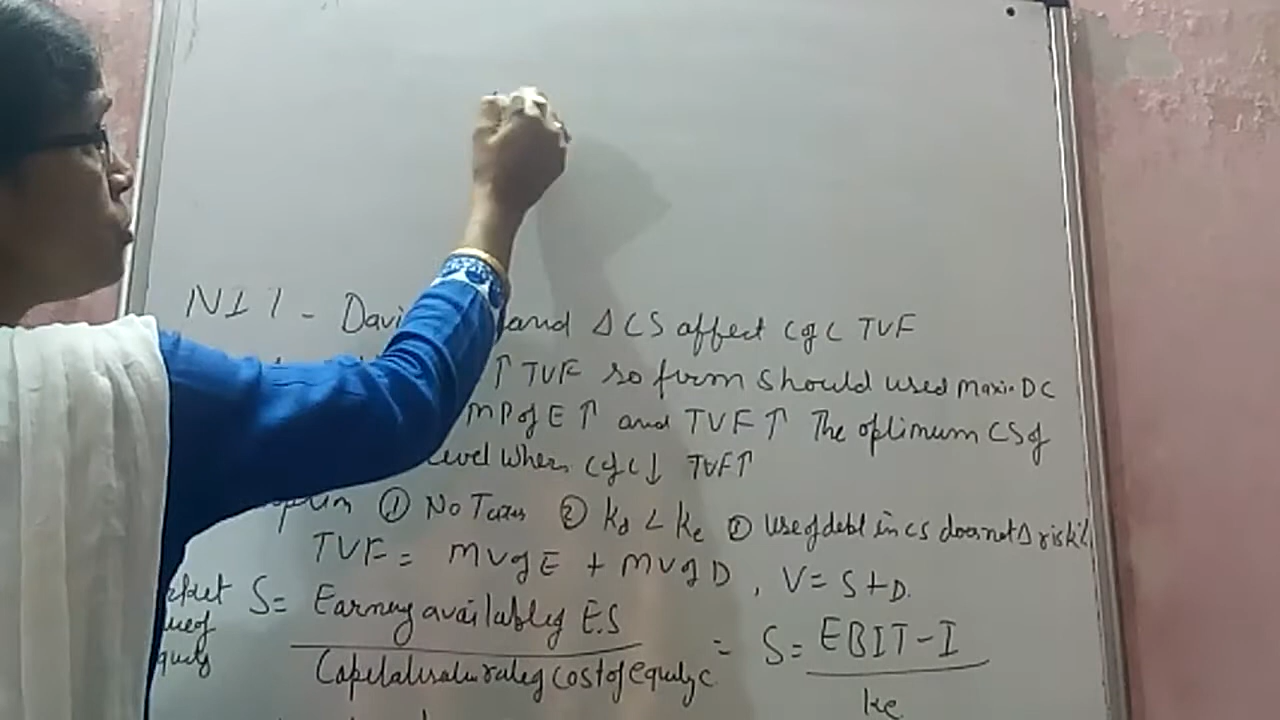 NI / - Davi and Δ CS affect C of C TVF
↑ TVF so firm should used maxi. DC
MP of E ↑ and TVF ↑ The optimum CS of
level when C of C ↓ TVF ↑
① No Taxes ② Kd < Ke ① Use of debt in CS does not Δ risk
TVF = MV of E + MV of D , V = S + D
S = Earning available of E.S = S = EBIT - I
Capitalisation rate of cost of equity c Ke